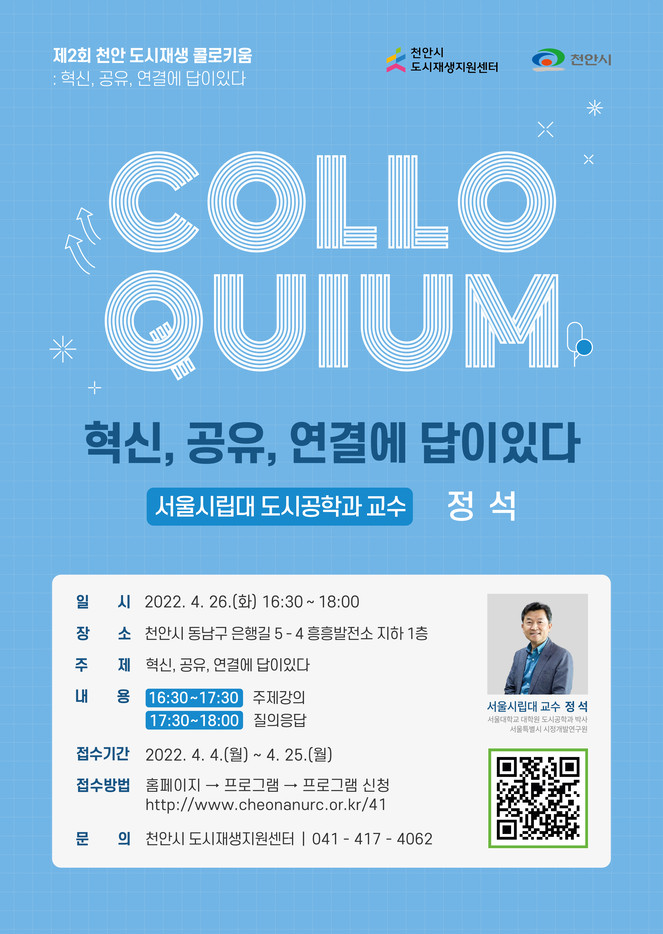 제2회 천안 도시재생 콜로키움
: 혁신, 공유, 연결에 답이있다
천안시
도시재생지원센터
천안시
COLLO
QUIUM
혁신, 공유, 연결에 답이있다
서울시립대 도시공학과 교수 정 석
일 시 2022. 4. 26.(화) 16:30 ~ 18:00
장 소 천안시 동남구 은행길 5 - 4 흥흥발전소 지하 1층
주 제 혁신, 공유, 연결에 답이있다
내 용 16:30~17:30 주제강의
17:30~18:00 질의응답
접수기간 2022. 4. 4.(월) ~ 4. 25.(월)
접수방법 홈페이지 → 프로그램 → 프로그램 신청
http://www.cheonanurc.or.kr/41
문 의 천안시 도시재생지원센터 | 041 - 417 - 4062
서울시립대 교수 정 석
서울대학교 대학원 도시공학과 박사
서울특별시 시정개발연구원